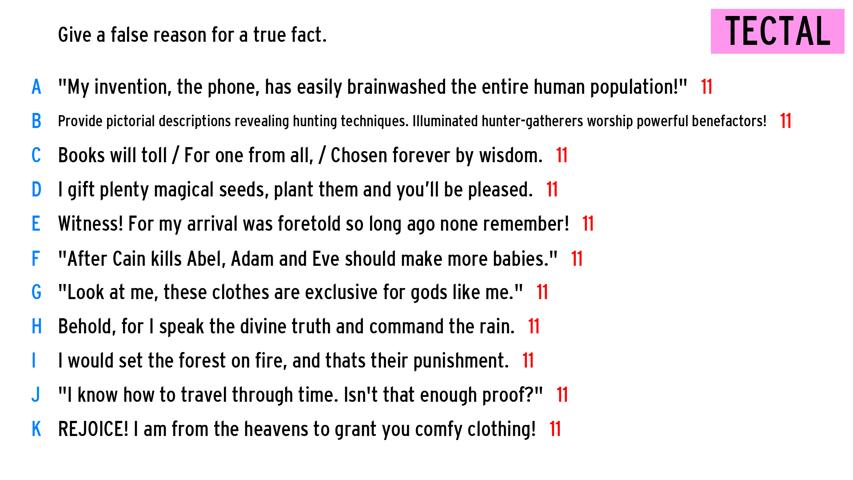 Give a false reason for a true fact.
TECTAL
A "My invention, the phone, has easily brainwashed the entire human population!" 11
B Provide pictorial descriptions revealing hunting techniques. Illuminated hunter-gatherers worship powerful benefactors! 11
C Books will toll / For one from all, / Chosen forever by wisdom. 11
D I gift plenty magical seeds, plant them and you'll be pleased. 11
E Witness! For my arrival was foretold so long ago none remember! 11
F "After Cain kills Abel, Adam and Eve should make more babies." 11
G "Look at me, these clothes are exclusive for gods like me." 11
H Behold, for I speak the divine truth and command the rain. 11
I I would set the forest on fire, and thats their punishment. 11
J "I know how to travel through time. Isn't that enough proof?" 11
K REJOICE! I am from the heavens to grant you comfy clothing! 11